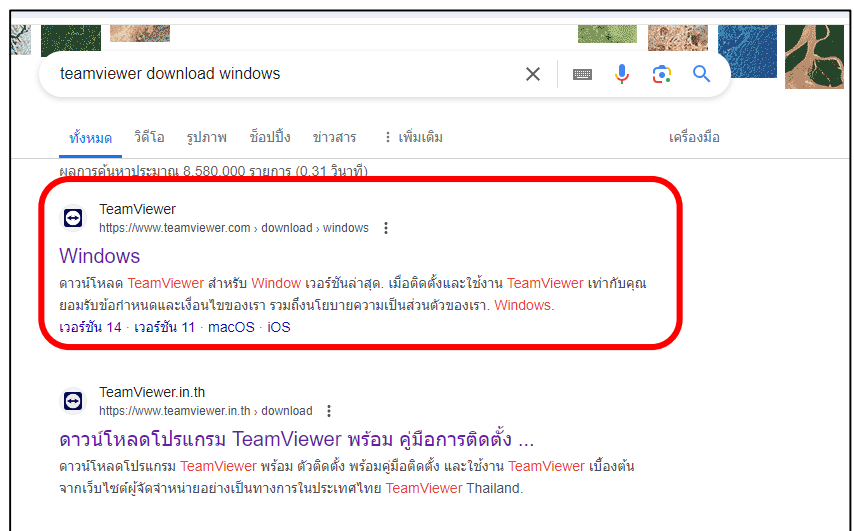 teamviewer download windows
ทั้งหมด วิดีโอ รูปภาพ ช็อปปิ้ง ข่าวสาร เพิ่มเติม เครื่องมือ
ผลการค้นหาประมาณ 8,580,000 รายการ (0.31 วินาที)
TeamViewer
https://www.teamviewer.com › download › windows
Windows
ดาวน์โหลด TeamViewer สำหรับ Window เวอร์ชันล่าสุด. เมื่อติดตั้งและใช้งาน TeamViewer เท่ากับคุณ
ยอมรับข้อกำหนดและเงื่อนไขของเรา รวมถึงนโยบายความเป็นส่วนตัวของเรา. Windows.
เวอร์ชัน 14 · เวอร์ชัน 11 · macOS · iOS
TeamViewer.in.th
https://www.teamviewer.in.th › download
ดาวน์โหลดโปรแกรม TeamViewer พร้อม คู่มือการติดตั้ง ...
ดาวน์โหลดโปรแกรม TeamViewer พร้อม ตัวติดตั้ง พร้อมคู่มือติดตั้ง และใช้งาน TeamViewer เบื้องต้น
จากเว็บไซต์ผู้จัดจำหน่ายอย่างเป็นทางการในประเทศไทย TeamViewer Thailand.